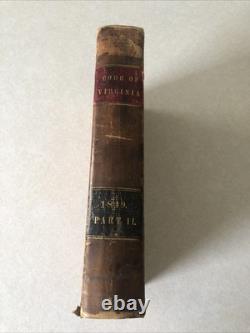 CODE OF
VIRGINIA
1849.
PART II.